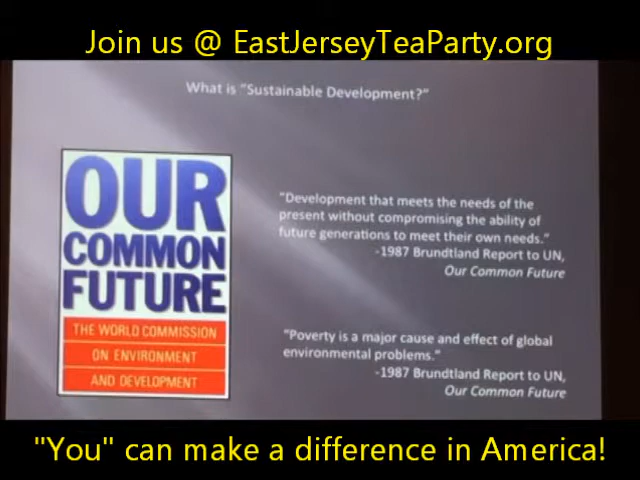 Join us @ EastJerseyTeaParty.org
What is "Sustainable Development?"
OUR
COMMON
FUTURE
THE WORLD COMMISSION
ON ENVIRONMENT
AND DEVELOPMENT
"Development that meets the needs of the
present without compromising the ability of
future generations to meet their own needs."
-1987 Brundtland Report to UN,
Our Common Future
"Poverty is a major cause and effect of global
environmental problems."
-1987 Brundtland Report to UN,
Our Common Future
"You" can make a difference in America!